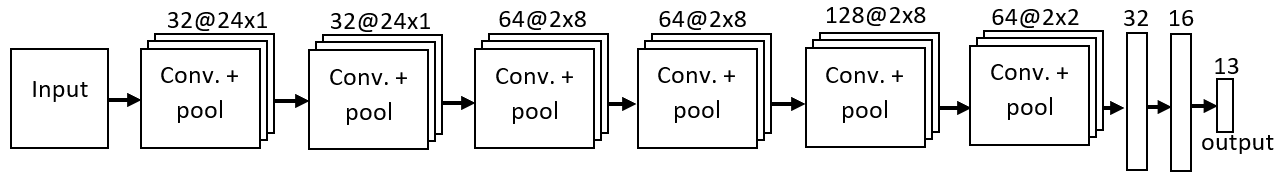 32@24x1
32@24x1
64@2x8
64@2x8
128@2x8
64@2x2
32
16
13
Input
Conv. +
pool
Conv. +
pool
Conv. +
pool
Conv. +
pool
Conv. +
pool
Conv. +
pool
output